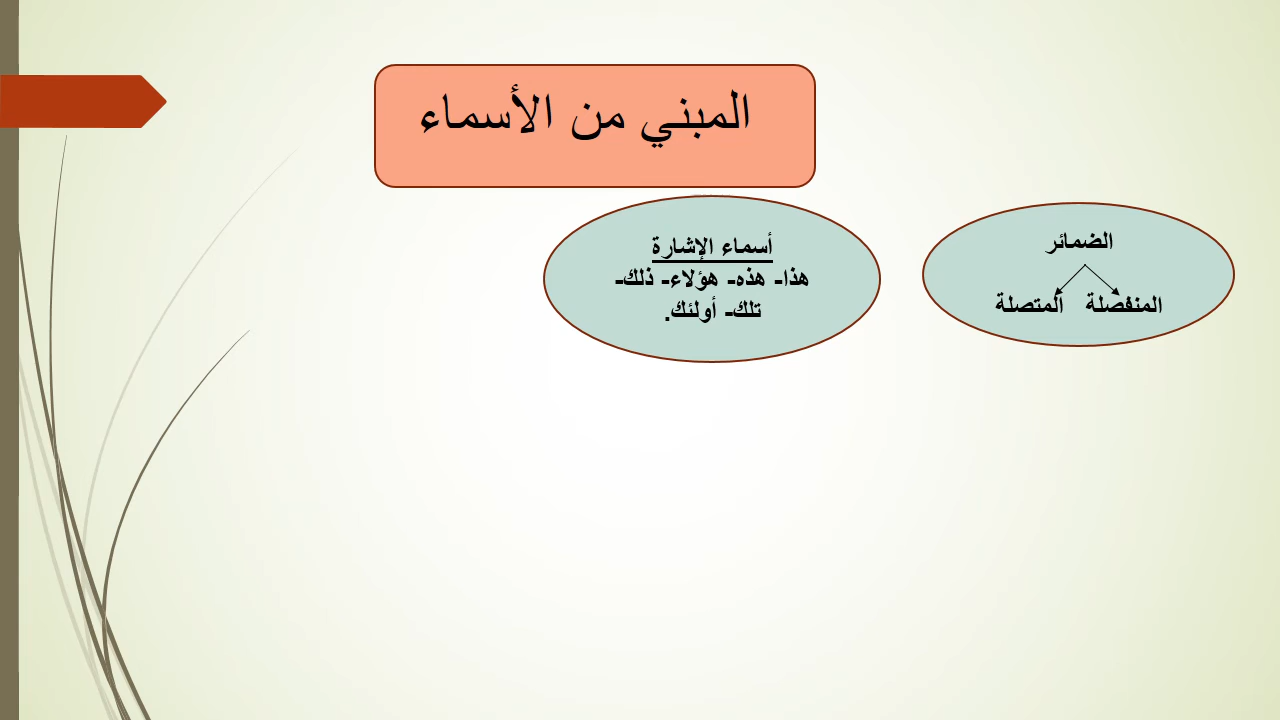 المبني من الأسماء
الضمائر
المنفصلة المتصلة
أسماء الإشارة
هذا- هذه- هؤلاء- ذلك-
تلك- أولئك.